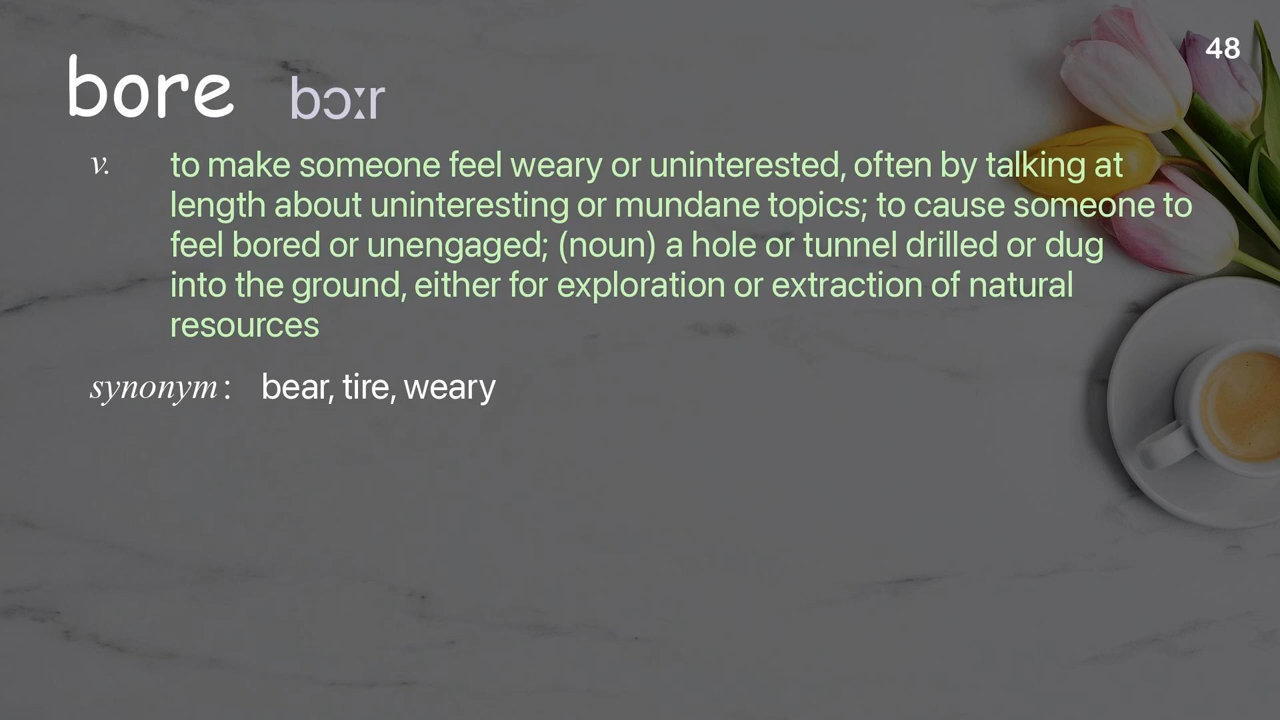 48
bore bɔːr
v. to make someone feel weary or uninterested, often by talking at
length about uninteresting or mundane topics; to cause someone to
feel bored or unengaged; (noun) a hole or tunnel drilled or dug
into the ground, either for exploration or extraction of natural
resources
synonym: bear, tire, weary